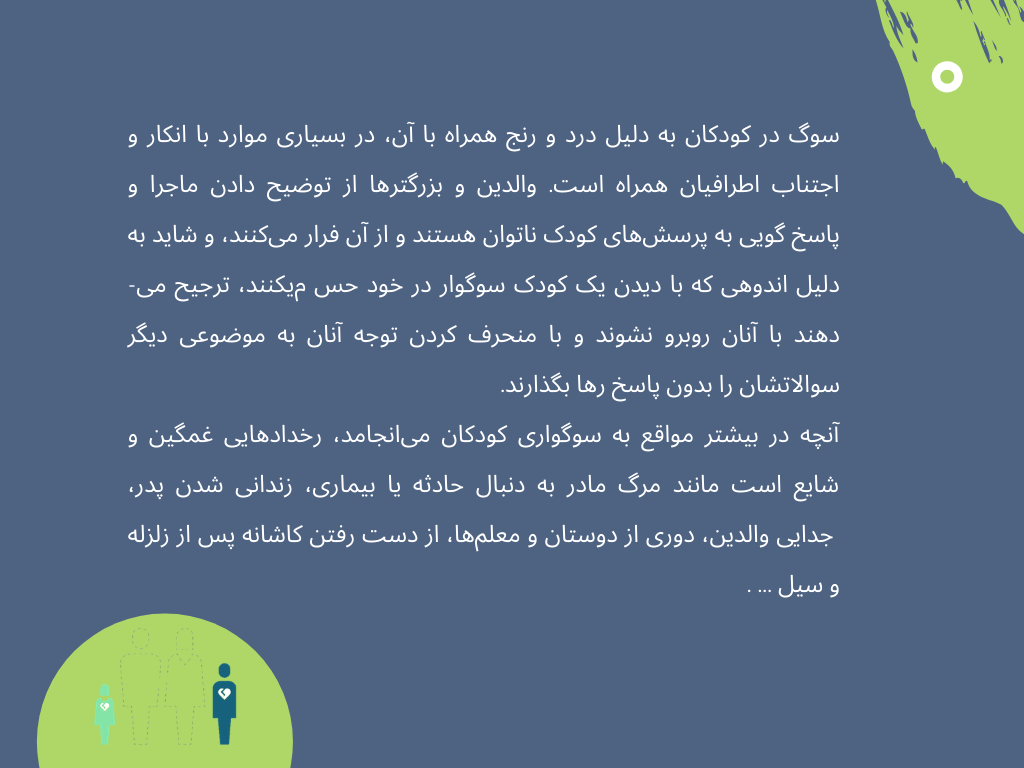 سوگ در کودکان به دلیل درد و رنج همراه با آن، در بسیاری موارد با انکار و
اجتناب اطرافیان همراه است. والدین و بزرگترها از توضیح دادن ماجرا و
پاسخ گویی به پرسش‌های کودک ناتوان هستند و از آن فرار می‌کنند، و شاید به
دلیل اندوهی که با دیدن یک کودک سوگوار در خود حس م‌یکنند، ترجیح می-
دهند با آنان روبرو نشوند و با منحرف کردن توجه آنان به موضوعی دیگر
سوالاتشان را بدون پاسخ رها بگذارند.
آنچه در بیشتر مواقع به سوگواری کودکان می‌انجامد، رخدادهایی غمگین و
شایع است مانند مرگ مادر به دنبال حادثه یا بیماری، زندانی شدن پدر،
جدایی والدین، دوری از دوستان و معلم‌ها، از دست رفتن کاشانه پس از زلزله
و سیل ... .